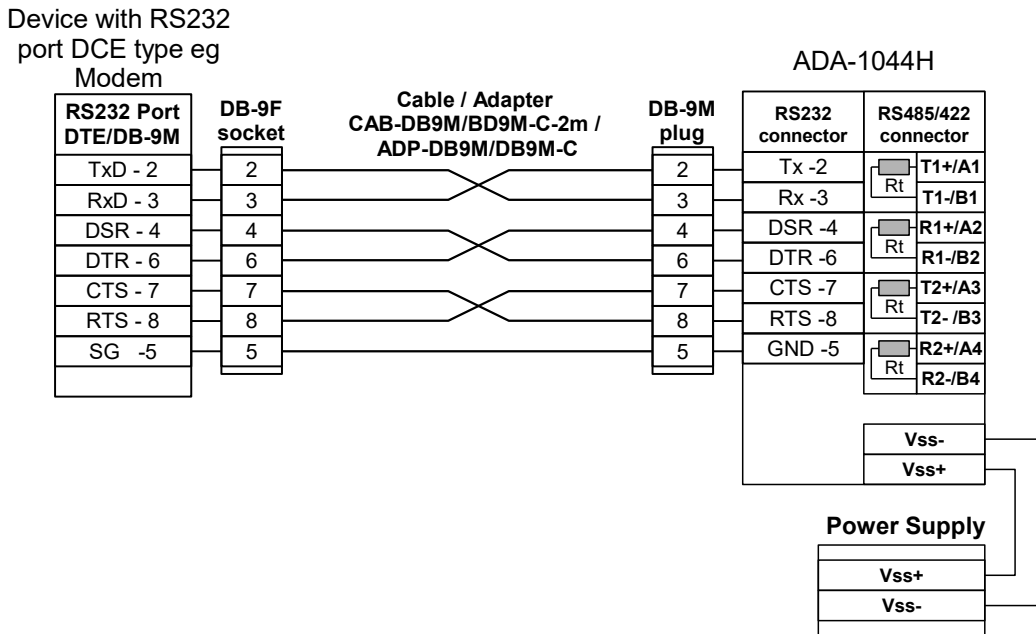 Device with RS232
port DCE type eg
Modem
ADA-1044H
RS232 Port
DTE/DB-9M
DB-9F
socket
Cable / Adapter
CAB-DB9M/BD9M-C-2m /
ADP-DB9M/DB9M-C
DB-9M
plug
RS232
connector
RS485/422
connector
TxD - 2
2
2
Tx -2
Rt
T1+/A1
RxD - 3
3
3
Rx -3
T1-/B1
DSR - 4
4
4
DSR -4
Rt
R1+/A2
DTR - 6
6
6
DTR -6
R1-/B2
CTS - 7
7
7
CTS -7
Rt
T2+/A3
RTS - 8
8
8
RTS -8
T2- /B3
SG -5
5
5
GND -5
Rt
R2+/A4
R2-/B4
Vss-
Vss+
Power Supply
Vss+
Vss-